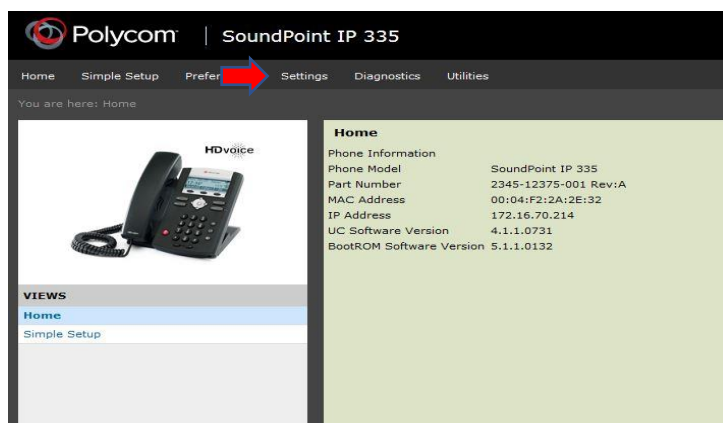 Polycom | SoundPoint IP 335
Home Simple Setup Prefer Settings Diagnostics Utilities
You are here: Home
HDvoice
VIEWS
Home
Simple Setup
Home
Phone Information
Phone Model SoundPoint IP 335
Part Number 2345-12375-001 Rev:A
MAC Address 00:04:F2:2A:2E:32
IP Address 172.16.70.214
UC Software Version 4.1.1.0731
BootROM Software Version 5.1.1.0132